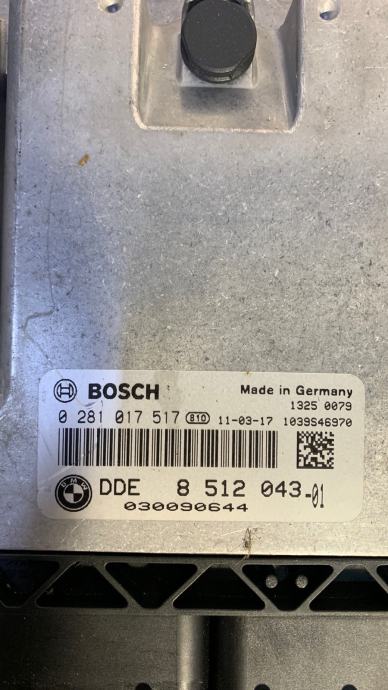 BOSCH
Made in Germany
1325 0079
0 281 017 517 810 11-03-17 1039S46970
BMW
DDE 8 512 043-01
030090644